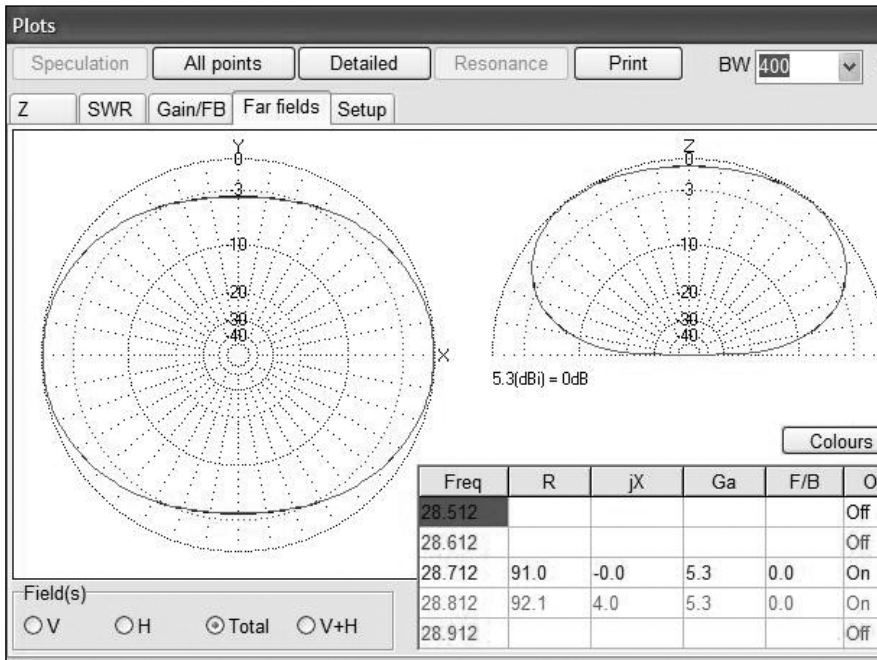 Plots
Speculation All points Detailed Resonance Print BW 400
Z SWR Gain/FB Far fields Setup
Y
0
-3
-10
-20
-30
-40
X
Z
0
-3
-10
-20
-30
-40
5.3(dBi) = 0dB
Colours
Freq R jX Ga F/B O
28.512 Off
28.612 Off
28.712 91.0 -0.0 5.3 0.0 On
28.812 92.1 4.0 5.3 0.0 On
28.912 Off
Field(s)
V H Total V+H